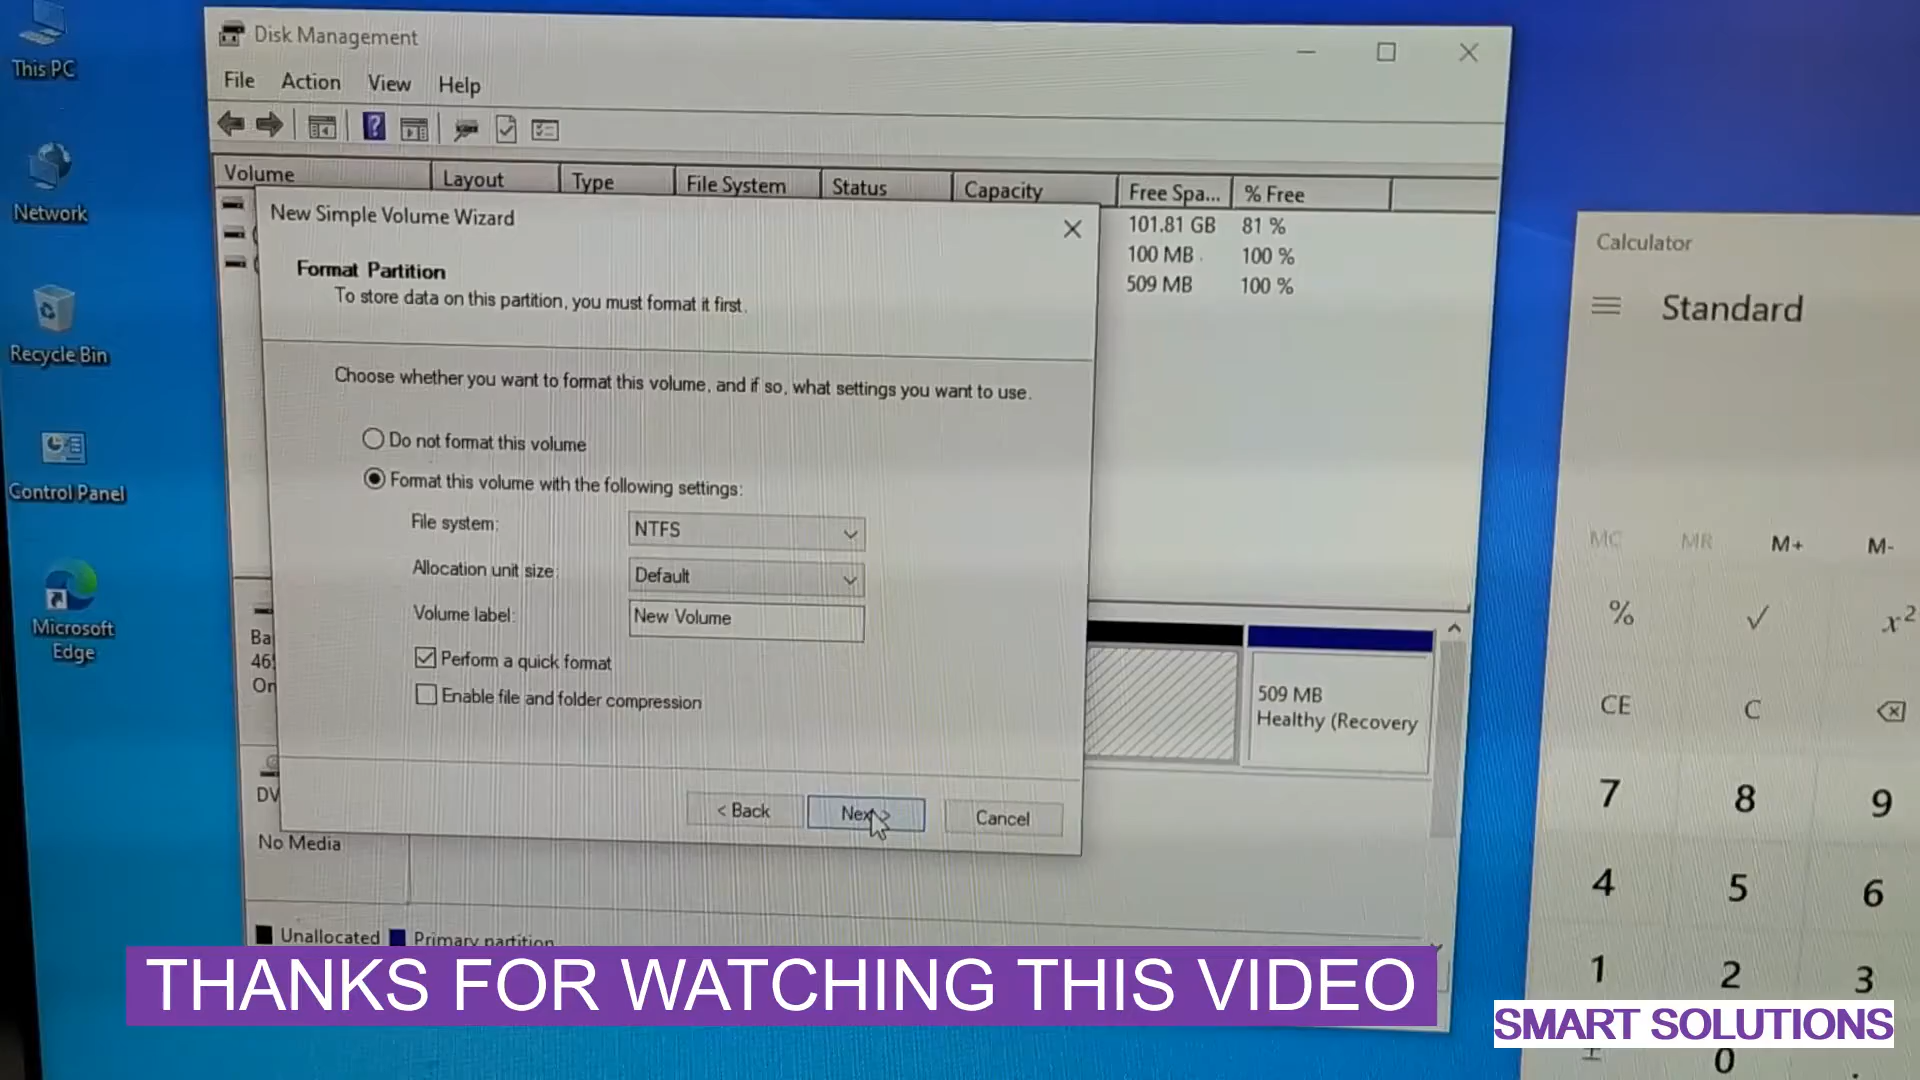 This PC
Network
Recycle Bin
Control Panel
Microsoft
Edge
Disk Management
File Action View Help
Volume Layout Type File System Status Capacity Free Spa... % Free
101.81 GB 81 %
100 MB 100 %
509 MB 100 %
New Simple Volume Wizard
Format Partition
To store data on this partition, you must format it first.
Choose whether you want to format this volume, and if so, what settings you want to use.
Do not format this volume
Format this volume with the following settings:
File system: NTFS
Allocation unit size: Default
Volume label: New Volume
Perform a quick format
Enable file and folder compression
< Back Next > Cancel
509 MB
Healthy (Recovery
No Media
Unallocated Primary partition
Calculator
Standard
MC MR M+ M-
% √ x²
CE C
7 8 9
4 5 6
1 2 3
0 .
THANKS FOR WATCHING THIS VIDEO
SMART SOLUTIONS